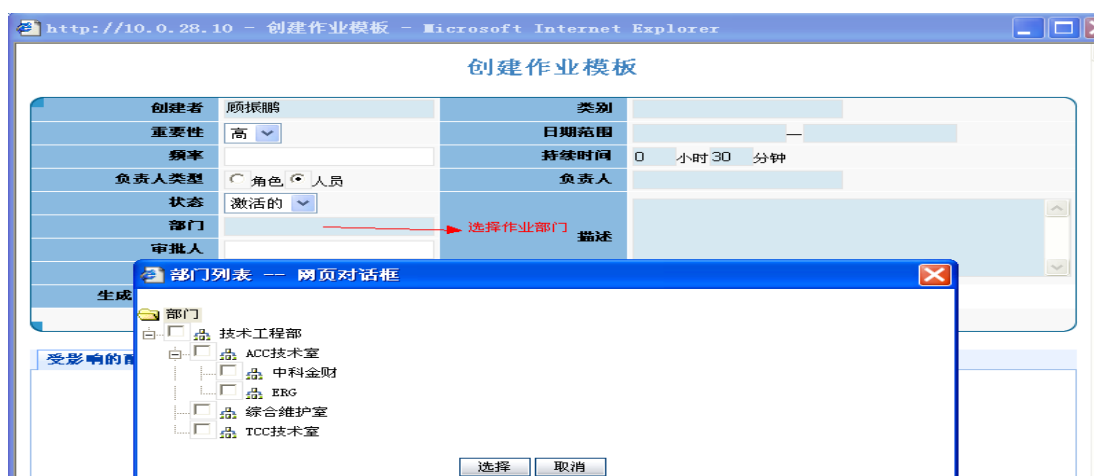 http://10.0.28.10 - 创建作业模板 - Microsoft Internet Explorer
创建作业模板
创建者 顾振鹏 类别
重要性 高 日期范围 —
频率 持续时间 0 小时 30 分钟
负责人类型 角色 人员 负责人
状态 激活的
部门 选择作业部门 描述
审批人
部门列表 -- 网页对话框
生成
部门
技术工程部
受影响的
ACC技术室
中科金财
ERG
综合维护室
TCC技术室
选择 取消